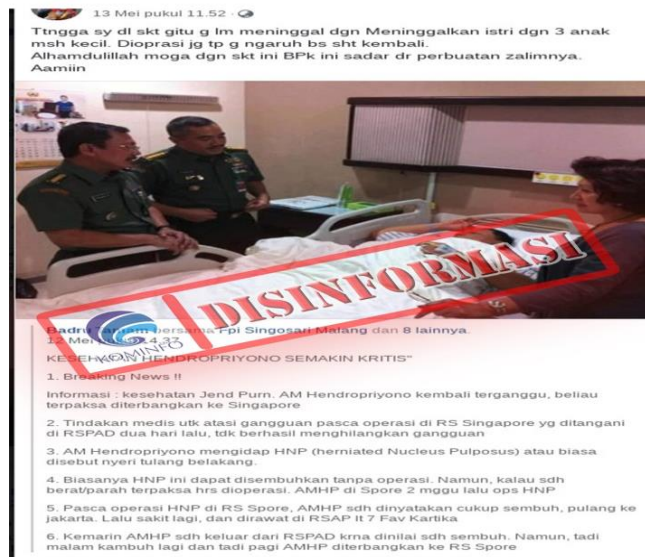 13 Mei pukul 11.52 ·
Ttngga sy dl skt gitu g lm meninggal dgn Meninggalkan istri dgn 3 anak
msh kecil. Dioprasi jg tp g ngaruh bs sht kembali.
Alhamdulillah moga dgn skt ini BPk ini sadar dr perbuatan zalimnya.
Aamiin
DISINFORMASI
KOMINFO
Badru Tamam bersama Fpi Singosari Malang dan 8 lainnya.
12 Mei
KESEHATAN HENDROPRIYONO SEMAKIN KRITIS"
1. Breaking News !!
Informasi : kesehatan Jend Purn. AM Hendropriyono kembali terganggu, beliau
terpaksa diterbangkan ke Singapore
2. Tindakan medis utk atasi gangguan pasca operasi di RS Singapore yg ditangani
di RSPAD dua hari lalu, tdk berhasil menghilangkan gangguan
3. AM Hendropriyono mengidap HNP (herniated Nucleus Pulposus) atau biasa
disebut nyeri tulang belakang.
4. Biasanya HNP ini dapat disembuhkan tanpa operasi. Namun, kalau sdh
berat/parah terpaksa hrs dioperasi. AMHP di Spore 2 mggu lalu ops HNP
5. Pasca operasi HNP di RS Spore, AMHP sdh dinyatakan cukup sembuh, pulang ke
jakarta. Lalu sakit lagi, dan dirawat di RSAP lt 7 Fav Kartika
6. Kemarin AMHP sdh keluar dari RSPAD krna dinilai sdh sembuh. Namun, tadi
malam kambuh lagi dan tadi pagi AMHP diterbangkan ke RS Spore